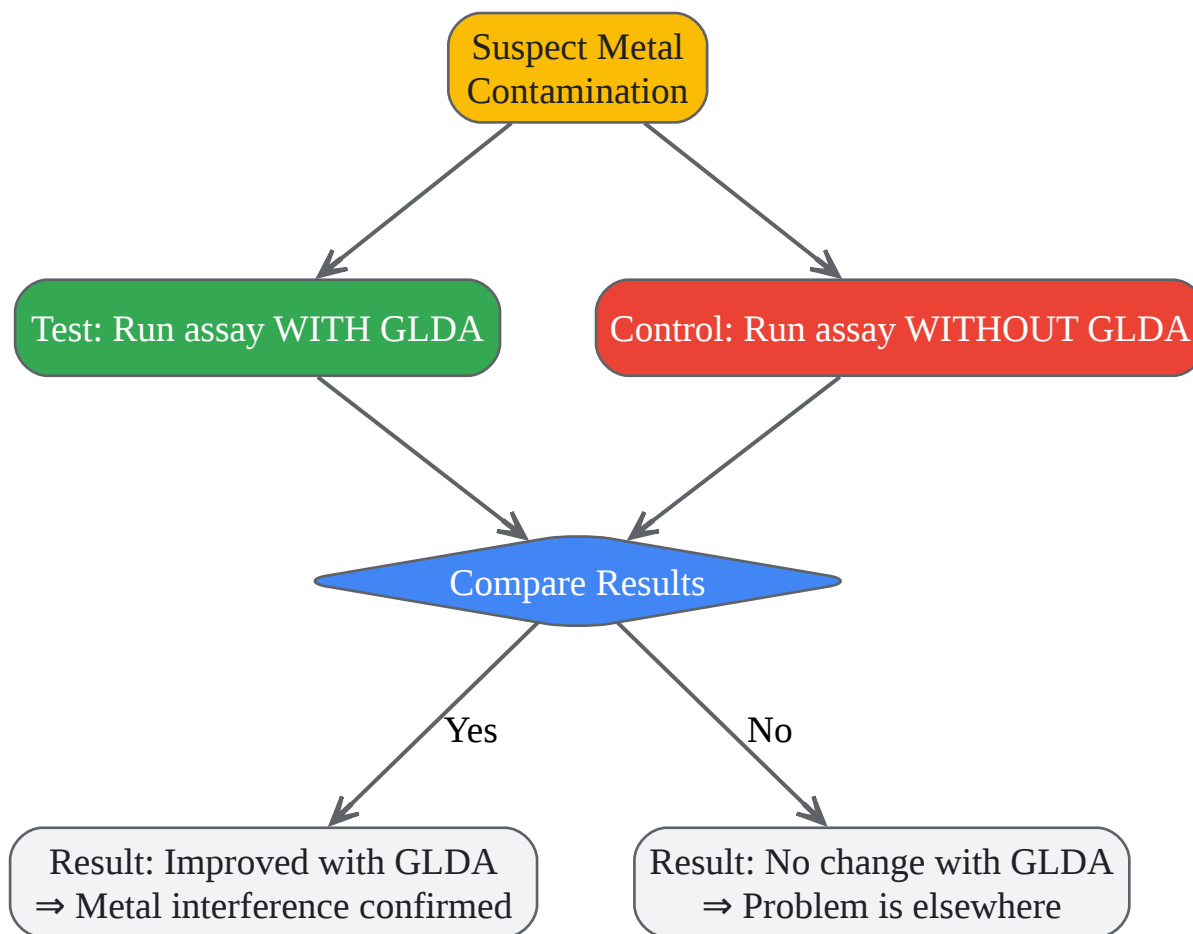 Suspect Metal
Contamination
Test: Run assay WITH GLDA
Control: Run assay WITHOUT GLDA
Compare Results
Yes
No
Result: Improved with GLDA
⇒ Metal interference confirmed
Result: No change with GLDA
⇒ Problem is elsewhere